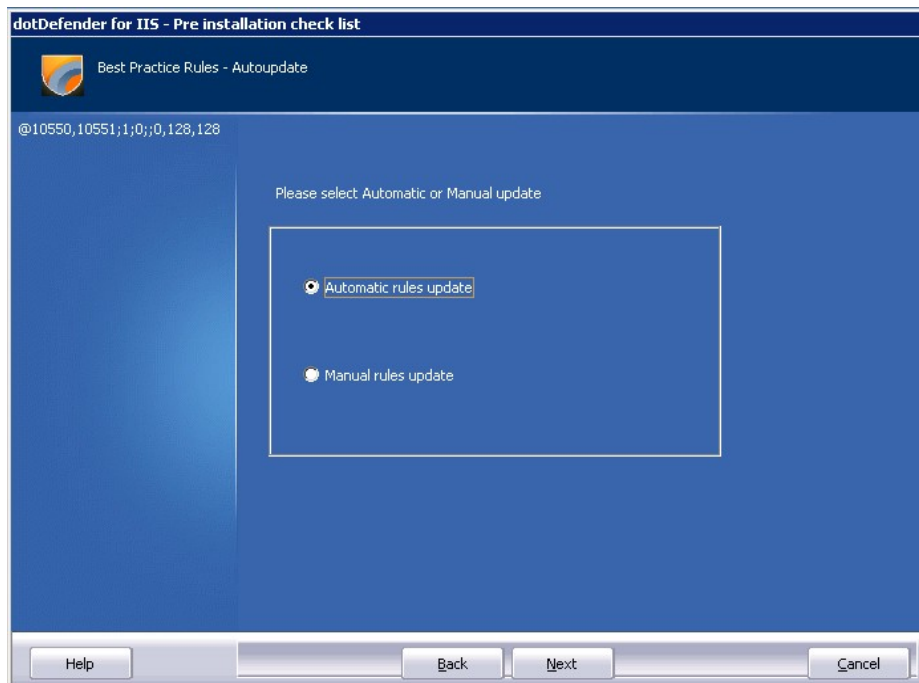 dotDefender for IIS - Pre installation check list
Best Practice Rules - Autoupdate
@10550,10551;1;0;;0,128,128
Please select Automatic or Manual update
Automatic rules update
Manual rules update
Help
Back
Next
Cancel